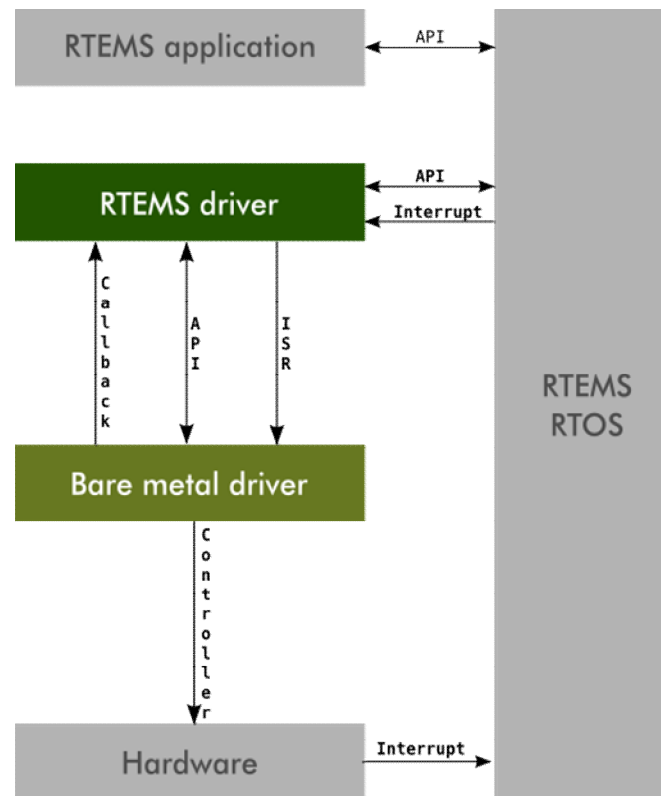 RTEMS application
API
RTEMS driver
API
Interrupt
Callback
API
ISR
RTEMS
RTOS
Bare metal driver
Controller
Hardware
Interrupt